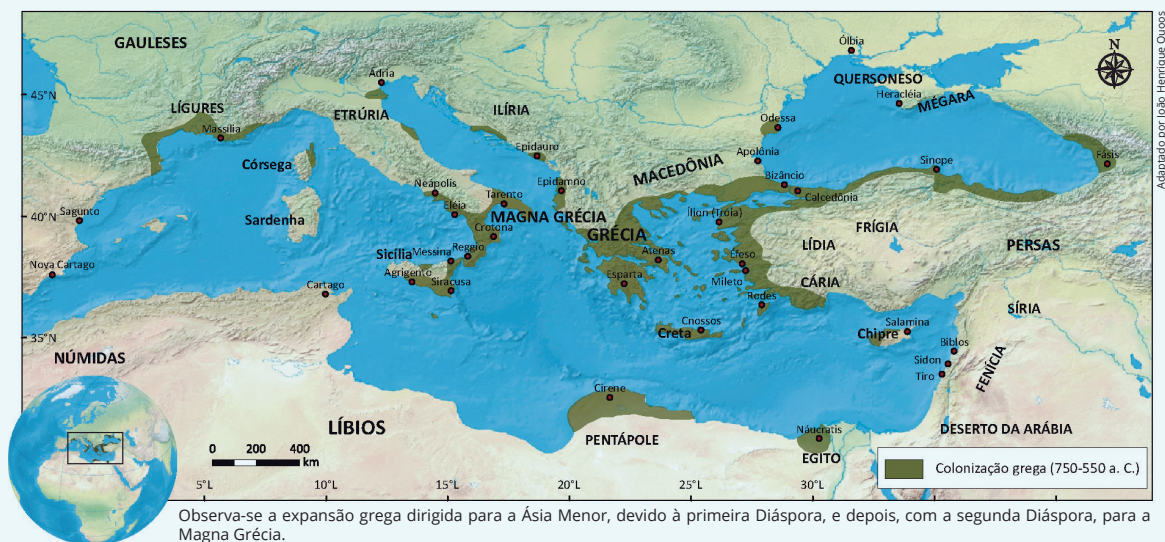 GAULESES
Ólbia
N
Adria
QUERSONESO
45°N
Heracléia
MÉGARA
LÍGURES
ETRÚRIA
ILÍRIA
Massília
Odessa
Córsega
Epidauro
Apolónia
Fásis
MACEDÔNIA
Sinope
Neápolis
Epidamno
Bizâncio
Tarento
Calcedônia
Sagunto
40°N
Sardenha
Eléia
MAGNA GRÉCIA
Ílion (Tróia)
FRÍGIA
Crotona
GRÉCIA
LÍDIA
PERSAS
Sicília
Messina
Reggio
Atenas
Éfeso
Nova Cartago
Agrigento
Esparta
Mileto
CÁRIA
Cartago
Siracusa
Rodes
SÍRIA
Cnossos
Salamina
35°N
Creta
Chipre
Biblos
NÚMIDAS
Sidon
FENÍCIA
Tiro
Cirene
LÍBIOS
PENTÁPOLE
Náucratis
DESERTO DA ARÁBIA
EGITO
0 200 400
km
Colonização grega (750-550 a. C.)
5°E
10°E
15°E
20°E
25°E
30°E
Observa-se a expansão grega dirigida para a Ásia Menor, devido à primeira Diáspora, e depois, com a segunda Diáspora, para a
Magna Grécia.
Adaptado por João Henrique Quoos